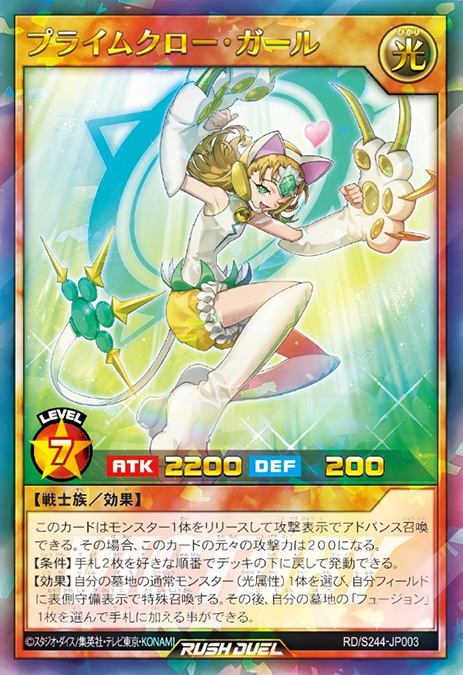 プライムクロー・ガール
ひかり
光
LEVEL
7
ATK 2200 DEF 200
【戦士族／効果】
このカードはモンスター1体をリリースして攻撃表示でアドバンス召喚
できる。その場合、このカードの元々の攻撃力は200になる。
【条件】手札2枚を好きな順番でデッキの下に戻して発動できる。
【効果】自分の墓地の通常モンスター（光属性）1体を選び、自分フィールド
に表側守備表示で特殊召喚する。その後、自分の墓地の「フュージョン」
1枚を選んで手札に加える事ができる。
©スタジオ・ダイス/集英社・テレビ東京・KONAMI
RUSH DUEL
RD/S244-JP003